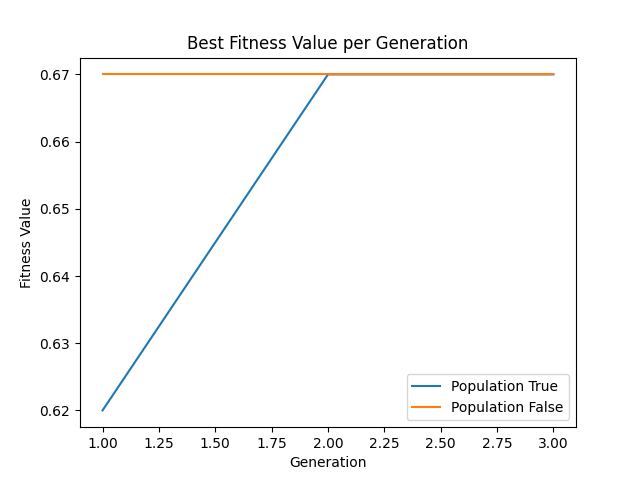 Best Fitness Value per Generation
Fitness Value
0.67
0.66
0.65
0.64
0.63
0.62
1.00 1.25 1.50 1.75 2.00 2.25 2.50 2.75 3.00
Generation
Population True
Population False